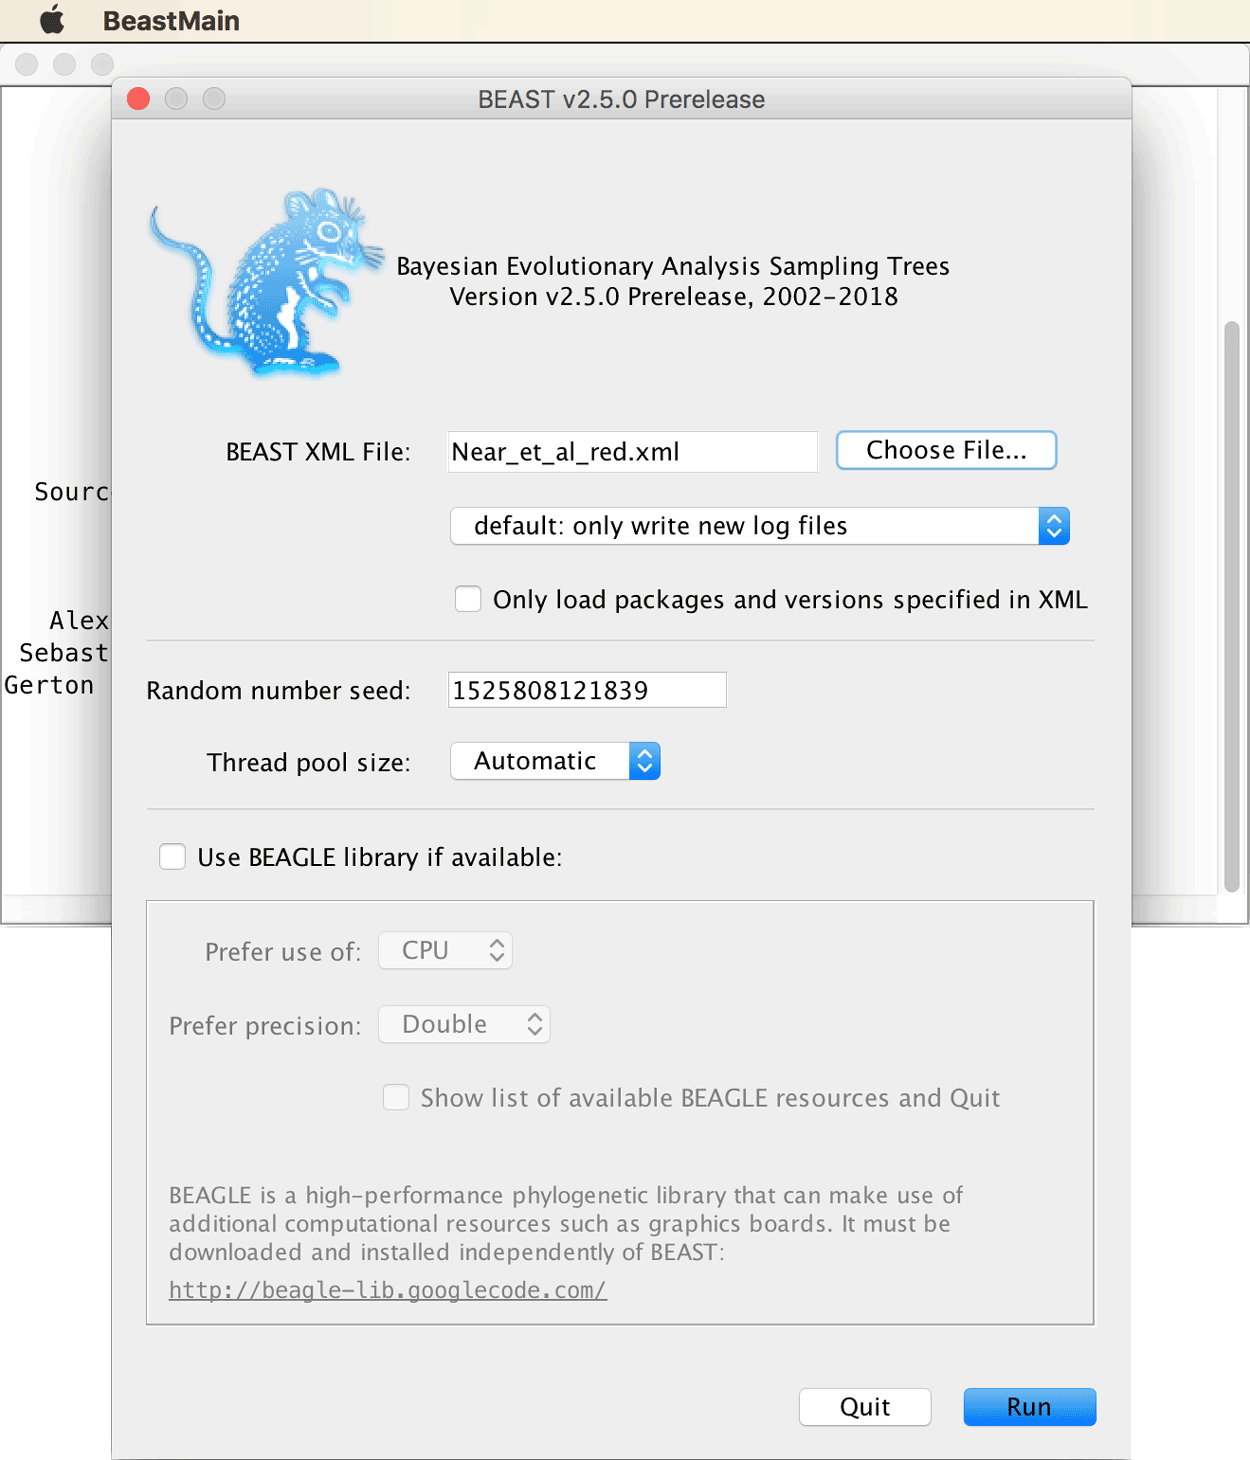 BeastMain
BEAST v2.5.0 Prerelease
Bayesian Evolutionary Analysis Sampling Trees
Version v2.5.0 Prerelease, 2002-2018
BEAST XML File: Near_et_al_red.xml Choose File...
Sourc
default: only write new log files
Only load packages and versions specified in XML
Alex
Sebast
Gerton
Random number seed: 1525808121839
Thread pool size: Automatic
Use BEAGLE library if available:
Prefer use of: CPU
Prefer precision: Double
Show list of available BEAGLE resources and Quit
BEAGLE is a high-performance phylogenetic library that can make use of
additional computational resources such as graphics boards. It must be
downloaded and installed independently of BEAST:
http://beagle-lib.googlecode.com/
Quit Run